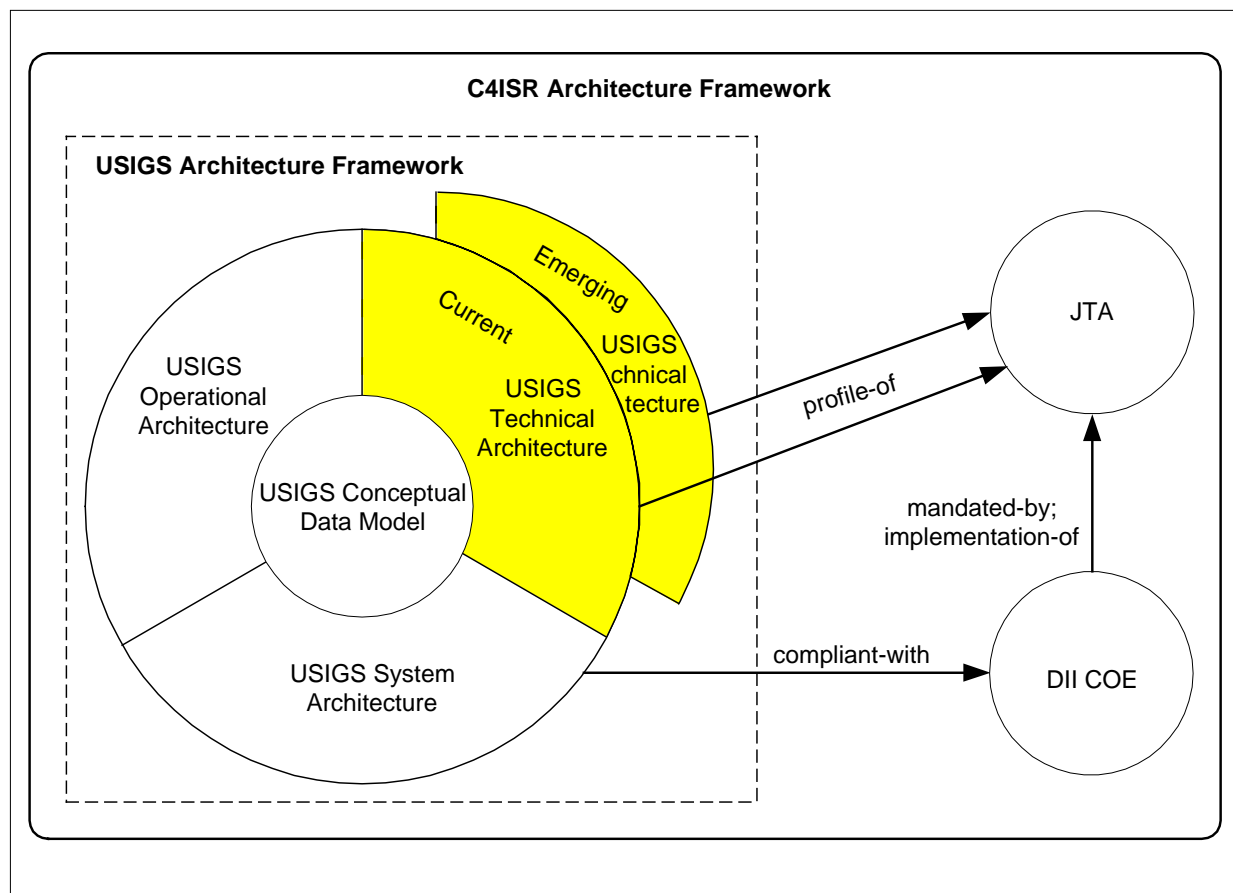 C4ISR Architecture Framework
USIGS Architecture Framework
Emerging
USIGS
chnical
tecture
Current
USIGS
Technical
Architecture
USIGS
Operational
Architecture
USIGS Conceptual
Data Model
USIGS System
Architecture
profile-of
JTA
mandated-by;
implementation-of
compliant-with
DII COE